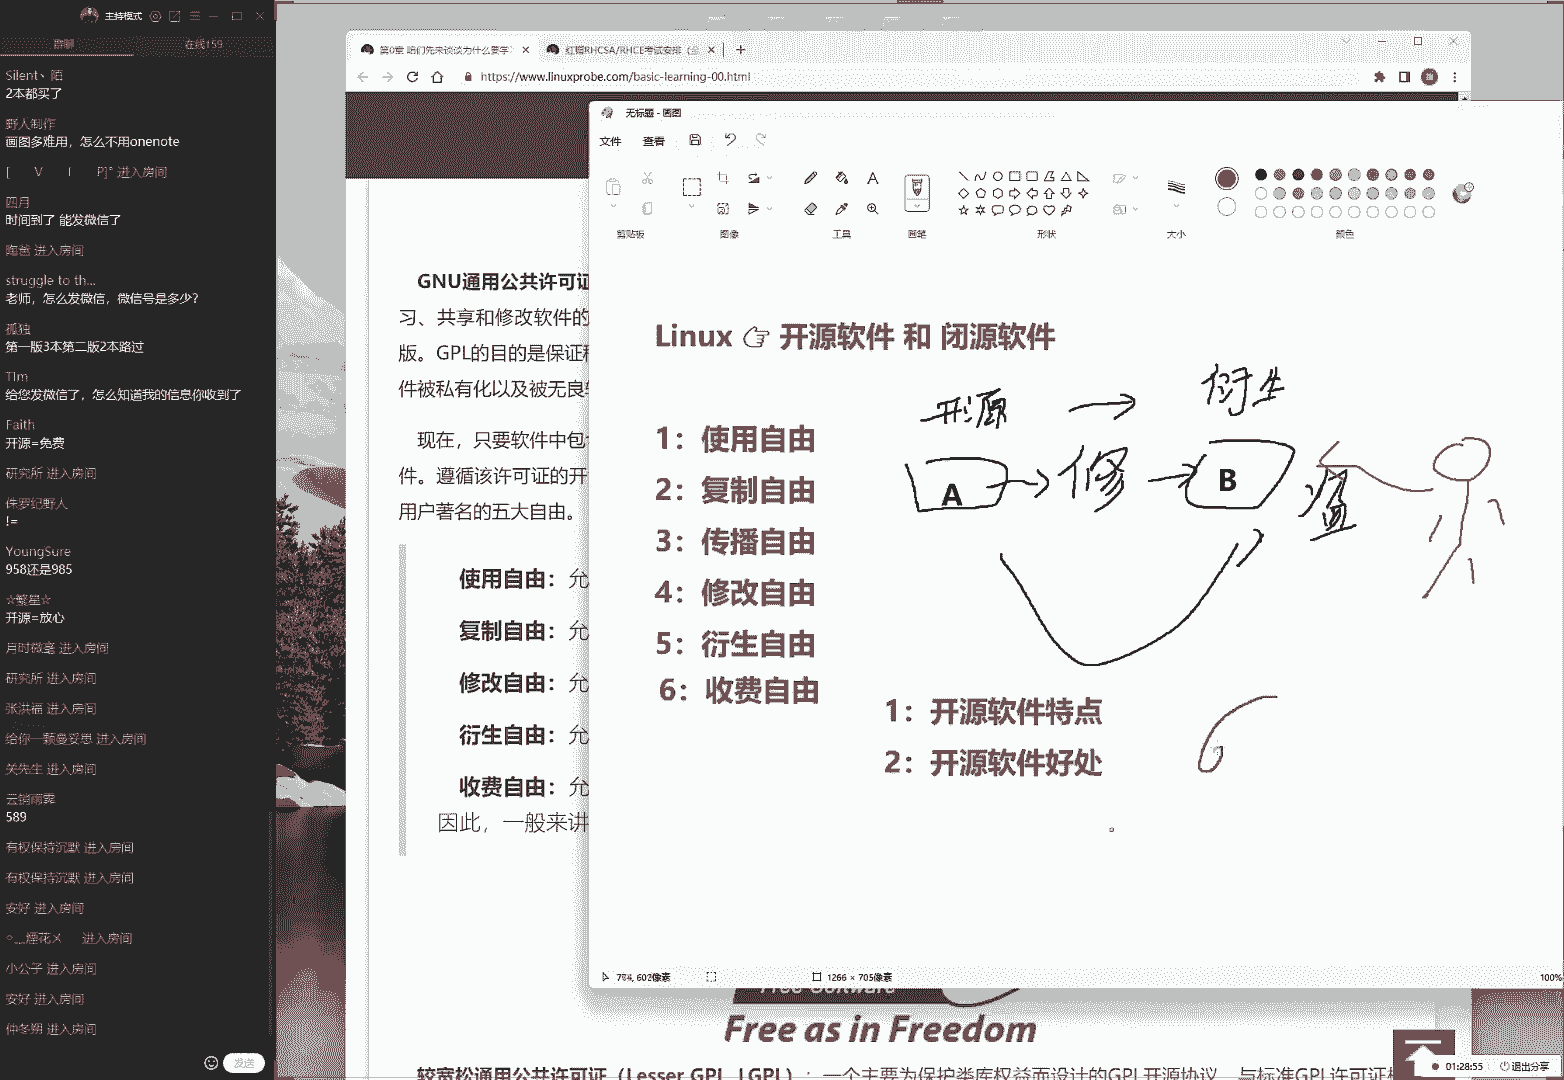 主持模式
群聊
在线159
Silent、陌
2本都买了
野人制作
画图多难用，怎么不用onenote
[ V I P]° 进入房间
四月
时间到了 能发微信了
陶爸 进入房间
struggle to th...
老师，怎么发微信，微信号是多少?
孤独
第一版3本第二版2本路过
TIm
给您发微信了，怎么知道我的信息你收到了
Faith
开源=免费
研究所 进入房间
侏罗纪野人
!=
YoungSure
958还是985
☆繁星☆
开源=放心
月时微毫 进入房间
研究所 进入房间
张洪福 进入房间
给你一颗曼妥思 进入房间
关先生 进入房间
云销雨霁
589
有权保持沉默 进入房间
有权保持沉默 进入房间
安好 进入房间
进入房间
小公子 进入房间
安好 进入房间
仲冬朔 进入房间
发送
第0章 咱们先来谈谈为什么要学
红帽RHCSA/RHCE考试安排
https://www.linuxprobe.com/basic-learning-00.html
GNU通用公共许可证
习、共享和修改软件的
版。GPL的目的是保证
件被私有化以及被无良
现在，只要软件中包
件。遵循该许可证的开
用户著名的五大自由。
使用自由：允
复制自由：允
修改自由：允
衍生自由：允
收费自由：允
因此，一般来讲
无标题 - 画图
文件 查看
剪贴板 图像 工具 画笔 形状 大小 颜色
Linux 👉 开源软件 和 闭源软件
1：使用自由
2：复制自由
3：传播自由
4：修改自由
5：衍生自由
6：收费自由
开源 → 衍生
A 修 B
盗
1：开源软件特点
2：开源软件好处
794, 602像素
1266 × 705像素
100%
Free Software
Free as in Freedom
较宽松通用公共许可证（Lesser GPL, LGPL）：一个主要为保护类库权益而设计的GPL开源协议，与标准GPL许可证相
01:28:55 退出分享